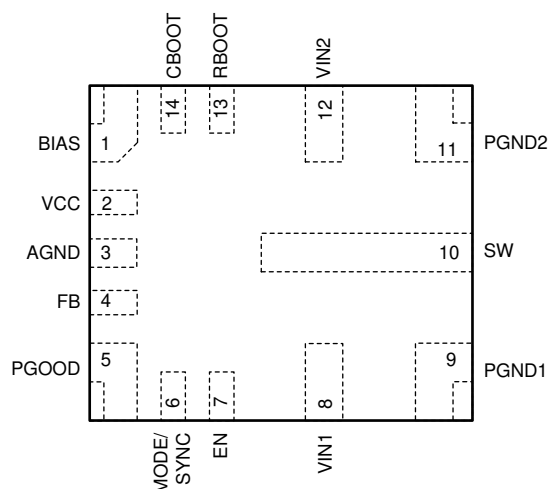 CBOOT
RBOOT
VIN2
14
13
12
BIAS
1
11
PGND2
VCC
2
AGND
3
10
SW
FB
4
PGOOD
5
9
PGND1
6
7
8
MODE/
SYNC
EN
VIN1